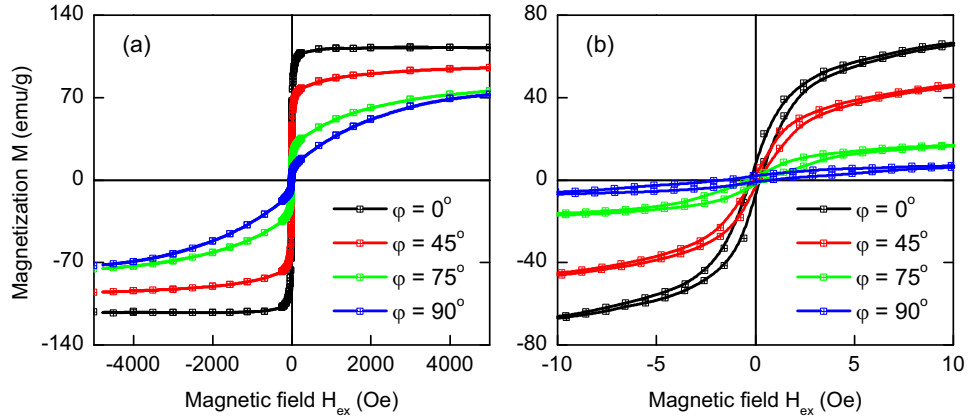 140
70
0
-70
-140
Magnetization M (emu/g)
(a)
φ = 0°
φ = 45°
φ = 75°
φ = 90°
-4000 -2000 0 2000 4000
Magnetic field Hₑₓ (Oe)
80
40
0
-40
-80
(b)
φ = 0°
φ = 45°
φ = 75°
φ = 90°
-10 -5 0 5 10
Magnetic field Hₑₓ (Oe)